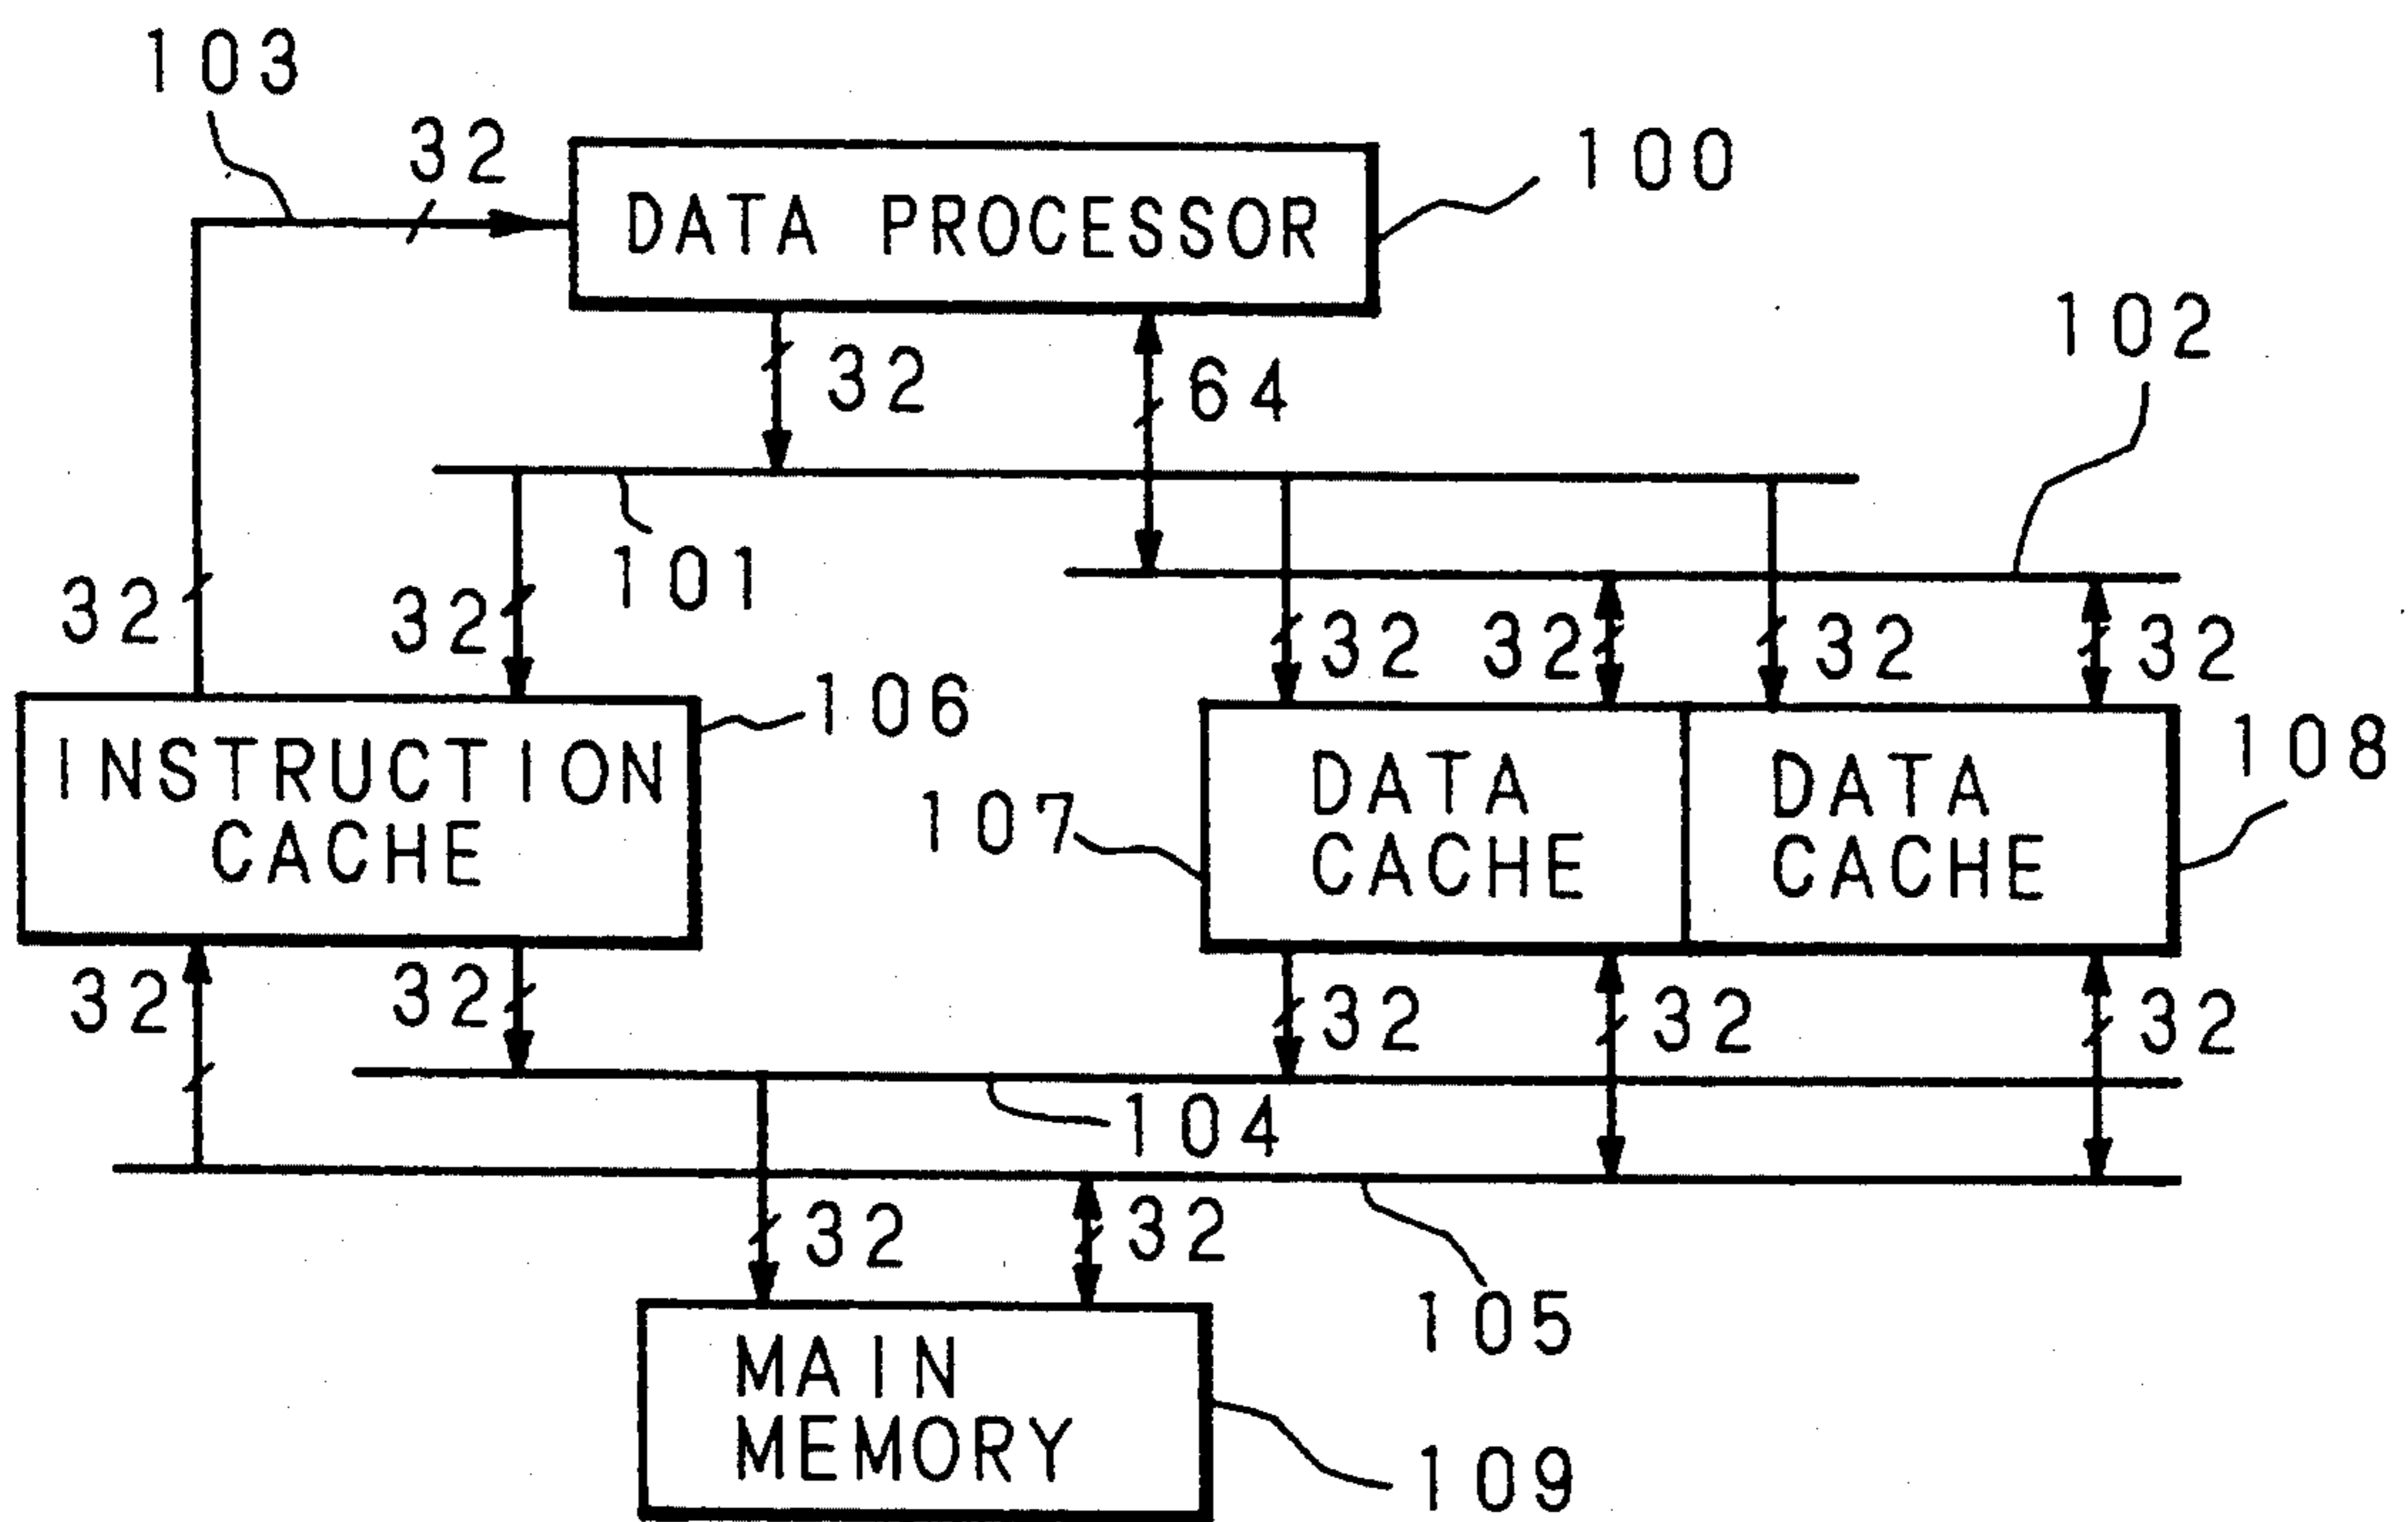 103
32
100
DATA PROCESSOR
102
32
64
101
32
32
32
32
32
32
106
108
INSTRUCTION
CACHE
107
DATA
CACHE
DATA
CACHE
32
32
32
32
32
104
32
32
105
MAIN
MEMORY
109